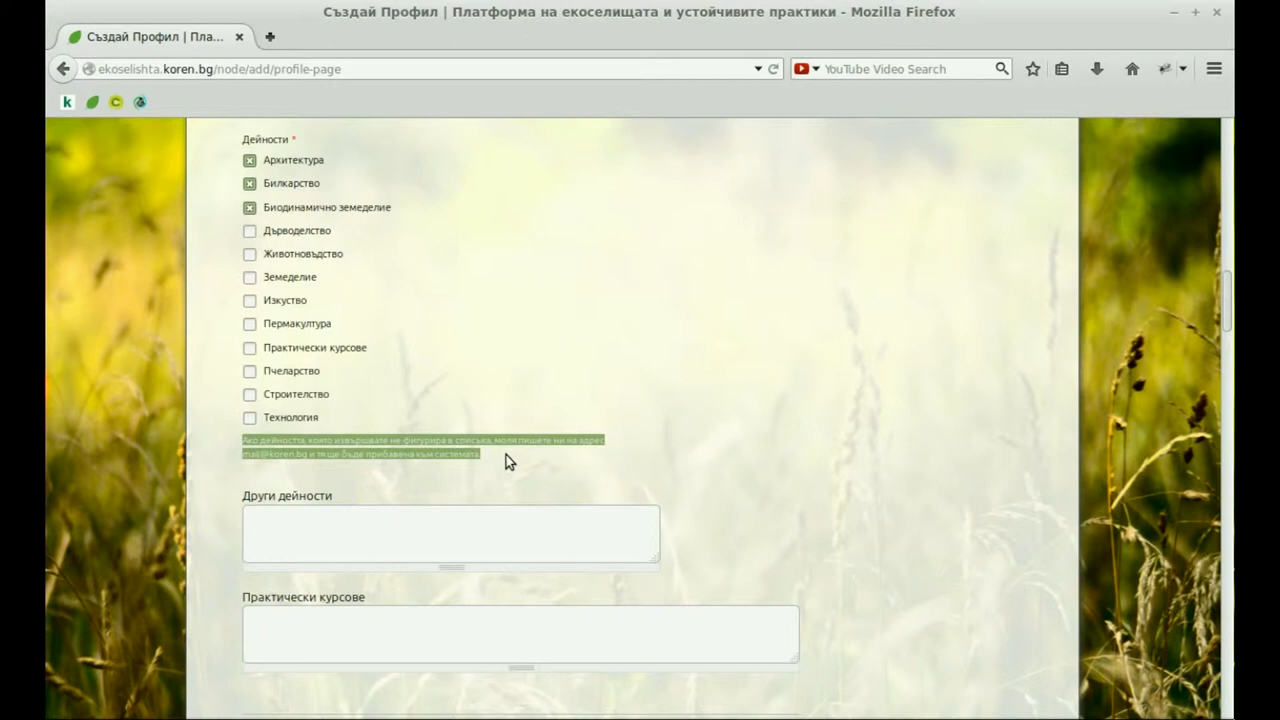 Създай Профил | Платформа на екоселищата и устойчивите практики - Mozilla Firefox
Създай Профил | Пла...
ekoselishta.koren.bg/node/add/profile-page
YouTube Video Search
Дейности *
Архитектура
Билкарство
Биодинамично земеделие
Дърводелство
Животновъдство
Земеделие
Изкуство
Пермакултура
Практически курсове
Пчеларство
Строителство
Технология
Ако дейността, която извършвате не фигурира в списъка, моля пишете ни на адрес
mail@koren.bg и тя ще бъде прибавена към системата.
Други дейности
Практически курсове